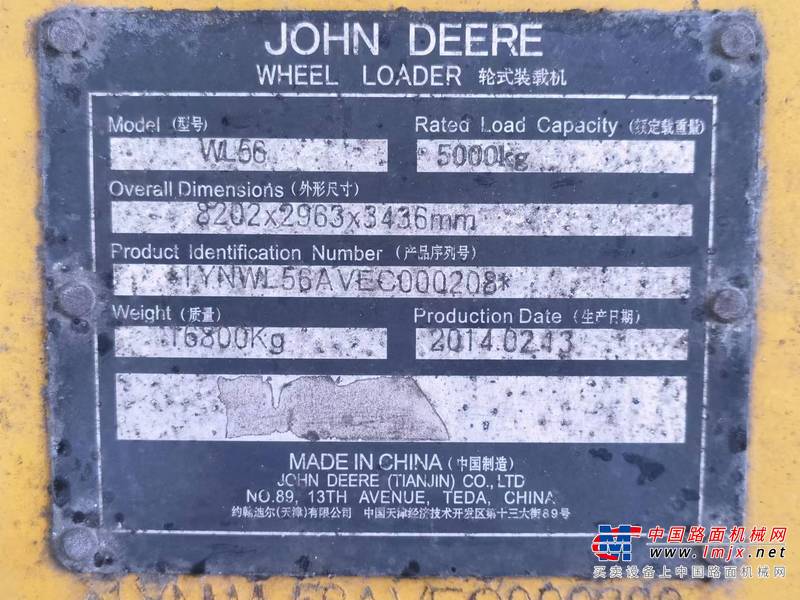 JOHN DEERE
WHEEL LOADER 轮式装载机
Model (型号) Rated Load Capacity (额定载重量)
WL56 5000kg
Overall Dimensions (外形尺寸)
8202x2963x3436mm
Product Identification Number (产品序列号)
*1YNWL56AVEC000208*
Weight (质量) Production Date (生产日期)
16800Kg 2014.02.13
MADE IN CHINA (中国制造)
JOHN DEERE (TIANJIN) CO., LTD
NO.89, 13TH AVENUE, TEDA, CHINA
约翰迪尔(天津)有限公司 中国天津经济技术开发区第十三大街89号
中国路面机械网
www.lmjx.net
买卖设备上中国路面机械网